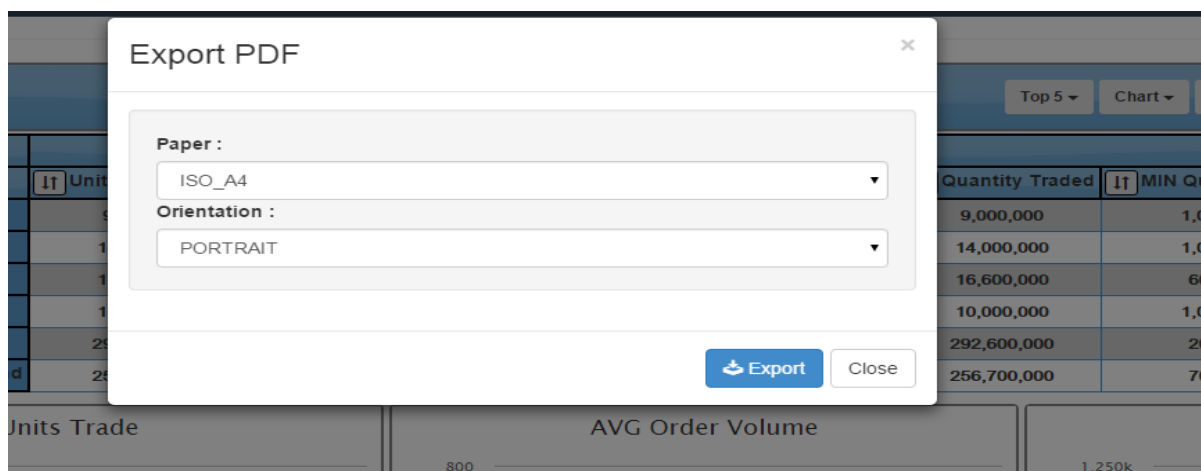 Export PDF ×
Top 5 Chart
Paper :
ISO_A4
Orientation :
PORTRAIT
Quantity Traded MIN
9,000,000
14,000,000
16,600,000
10,000,000
292,600,000
256,700,000
Export Close
Units Trade AVG Order Volume
800 1,250k